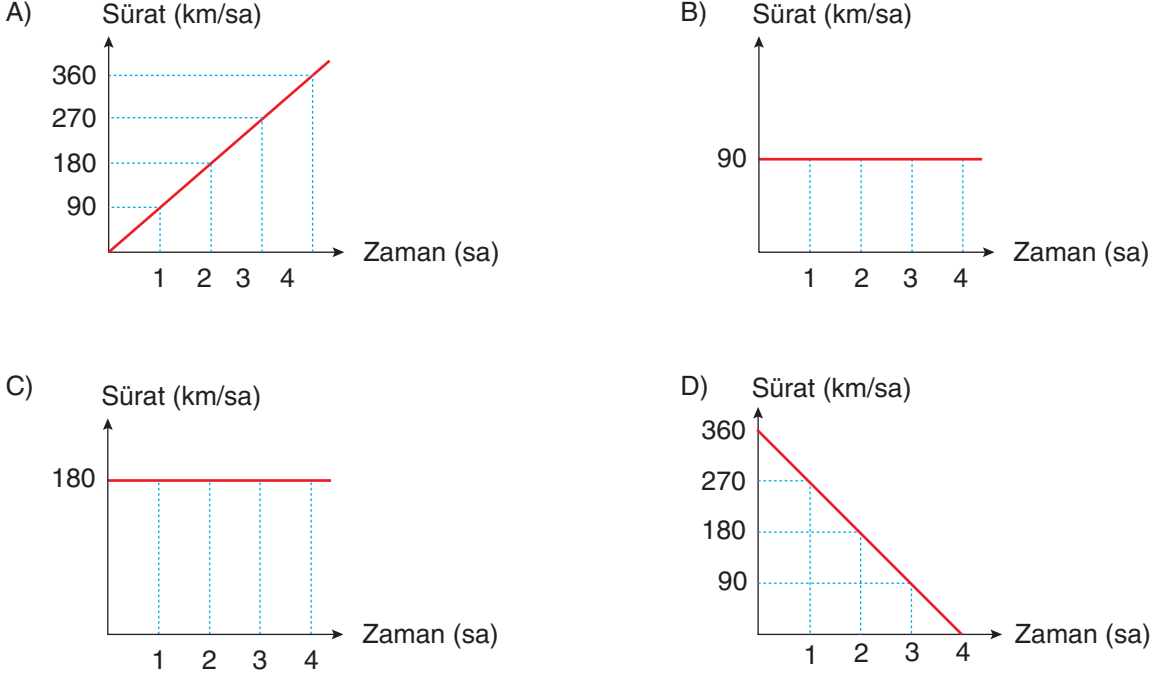 A) Sürat (km/sa)
360
270
180
90
1 2 3 4 Zaman (sa)
B) Sürat (km/sa)
90
1 2 3 4 Zaman (sa)
C) Sürat (km/sa)
180
1 2 3 4 Zaman (sa)
D) Sürat (km/sa)
360
270
180
90
1 2 3 4 Zaman (sa)